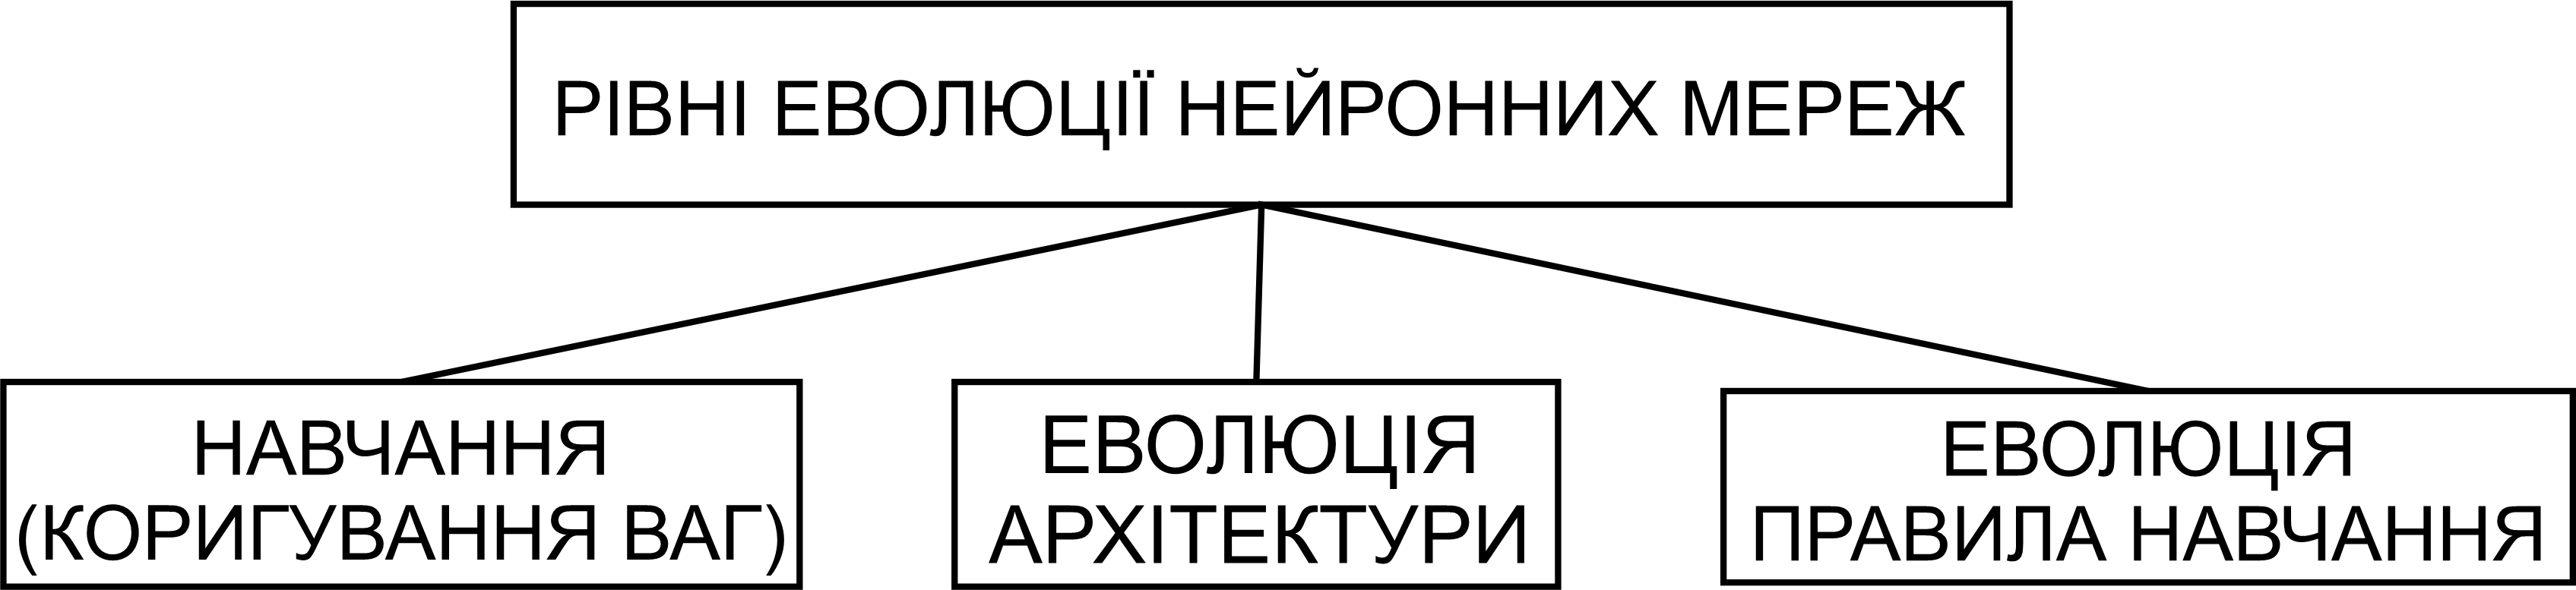 РІВНІ ЕВОЛЮЦІЇ НЕЙРОННИХ МЕРЕЖ
НАВЧАННЯ
(КОРИГУВАННЯ ВАГ)
ЕВОЛЮЦІЯ
АРХІТЕКТУРИ
ЕВОЛЮЦІЯ
ПРАВИЛА НАВЧАННЯ